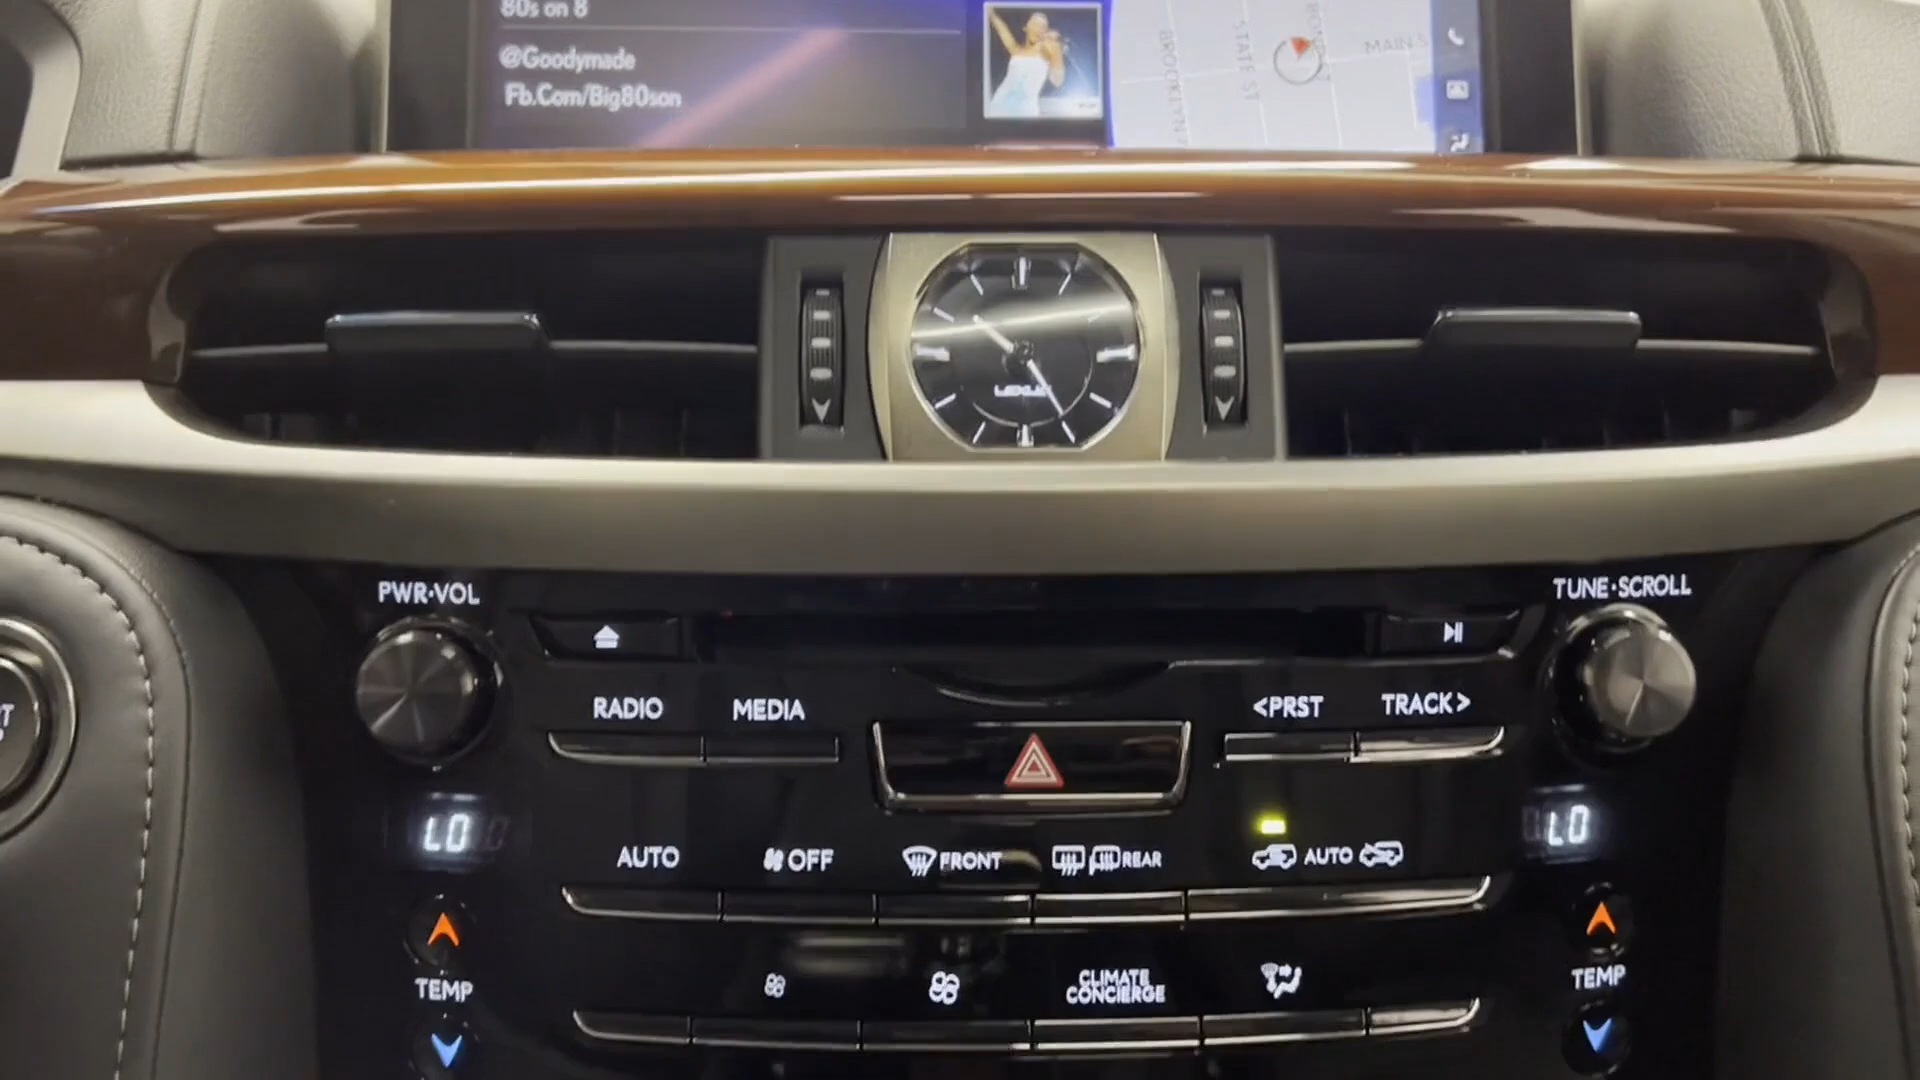 80s on 8
@Goodymade
Fb.Com/Big80son
BROOKLYN
STATE ST
MAIN S
LEXUS
PWR·VOL
TUNE·SCROLL
RADIO
MEDIA
<PRST
TRACK>
LO
LO
AUTO
OFF
FRONT
REAR
AUTO
TEMP
CLIMATE
CONCIERGE
TEMP